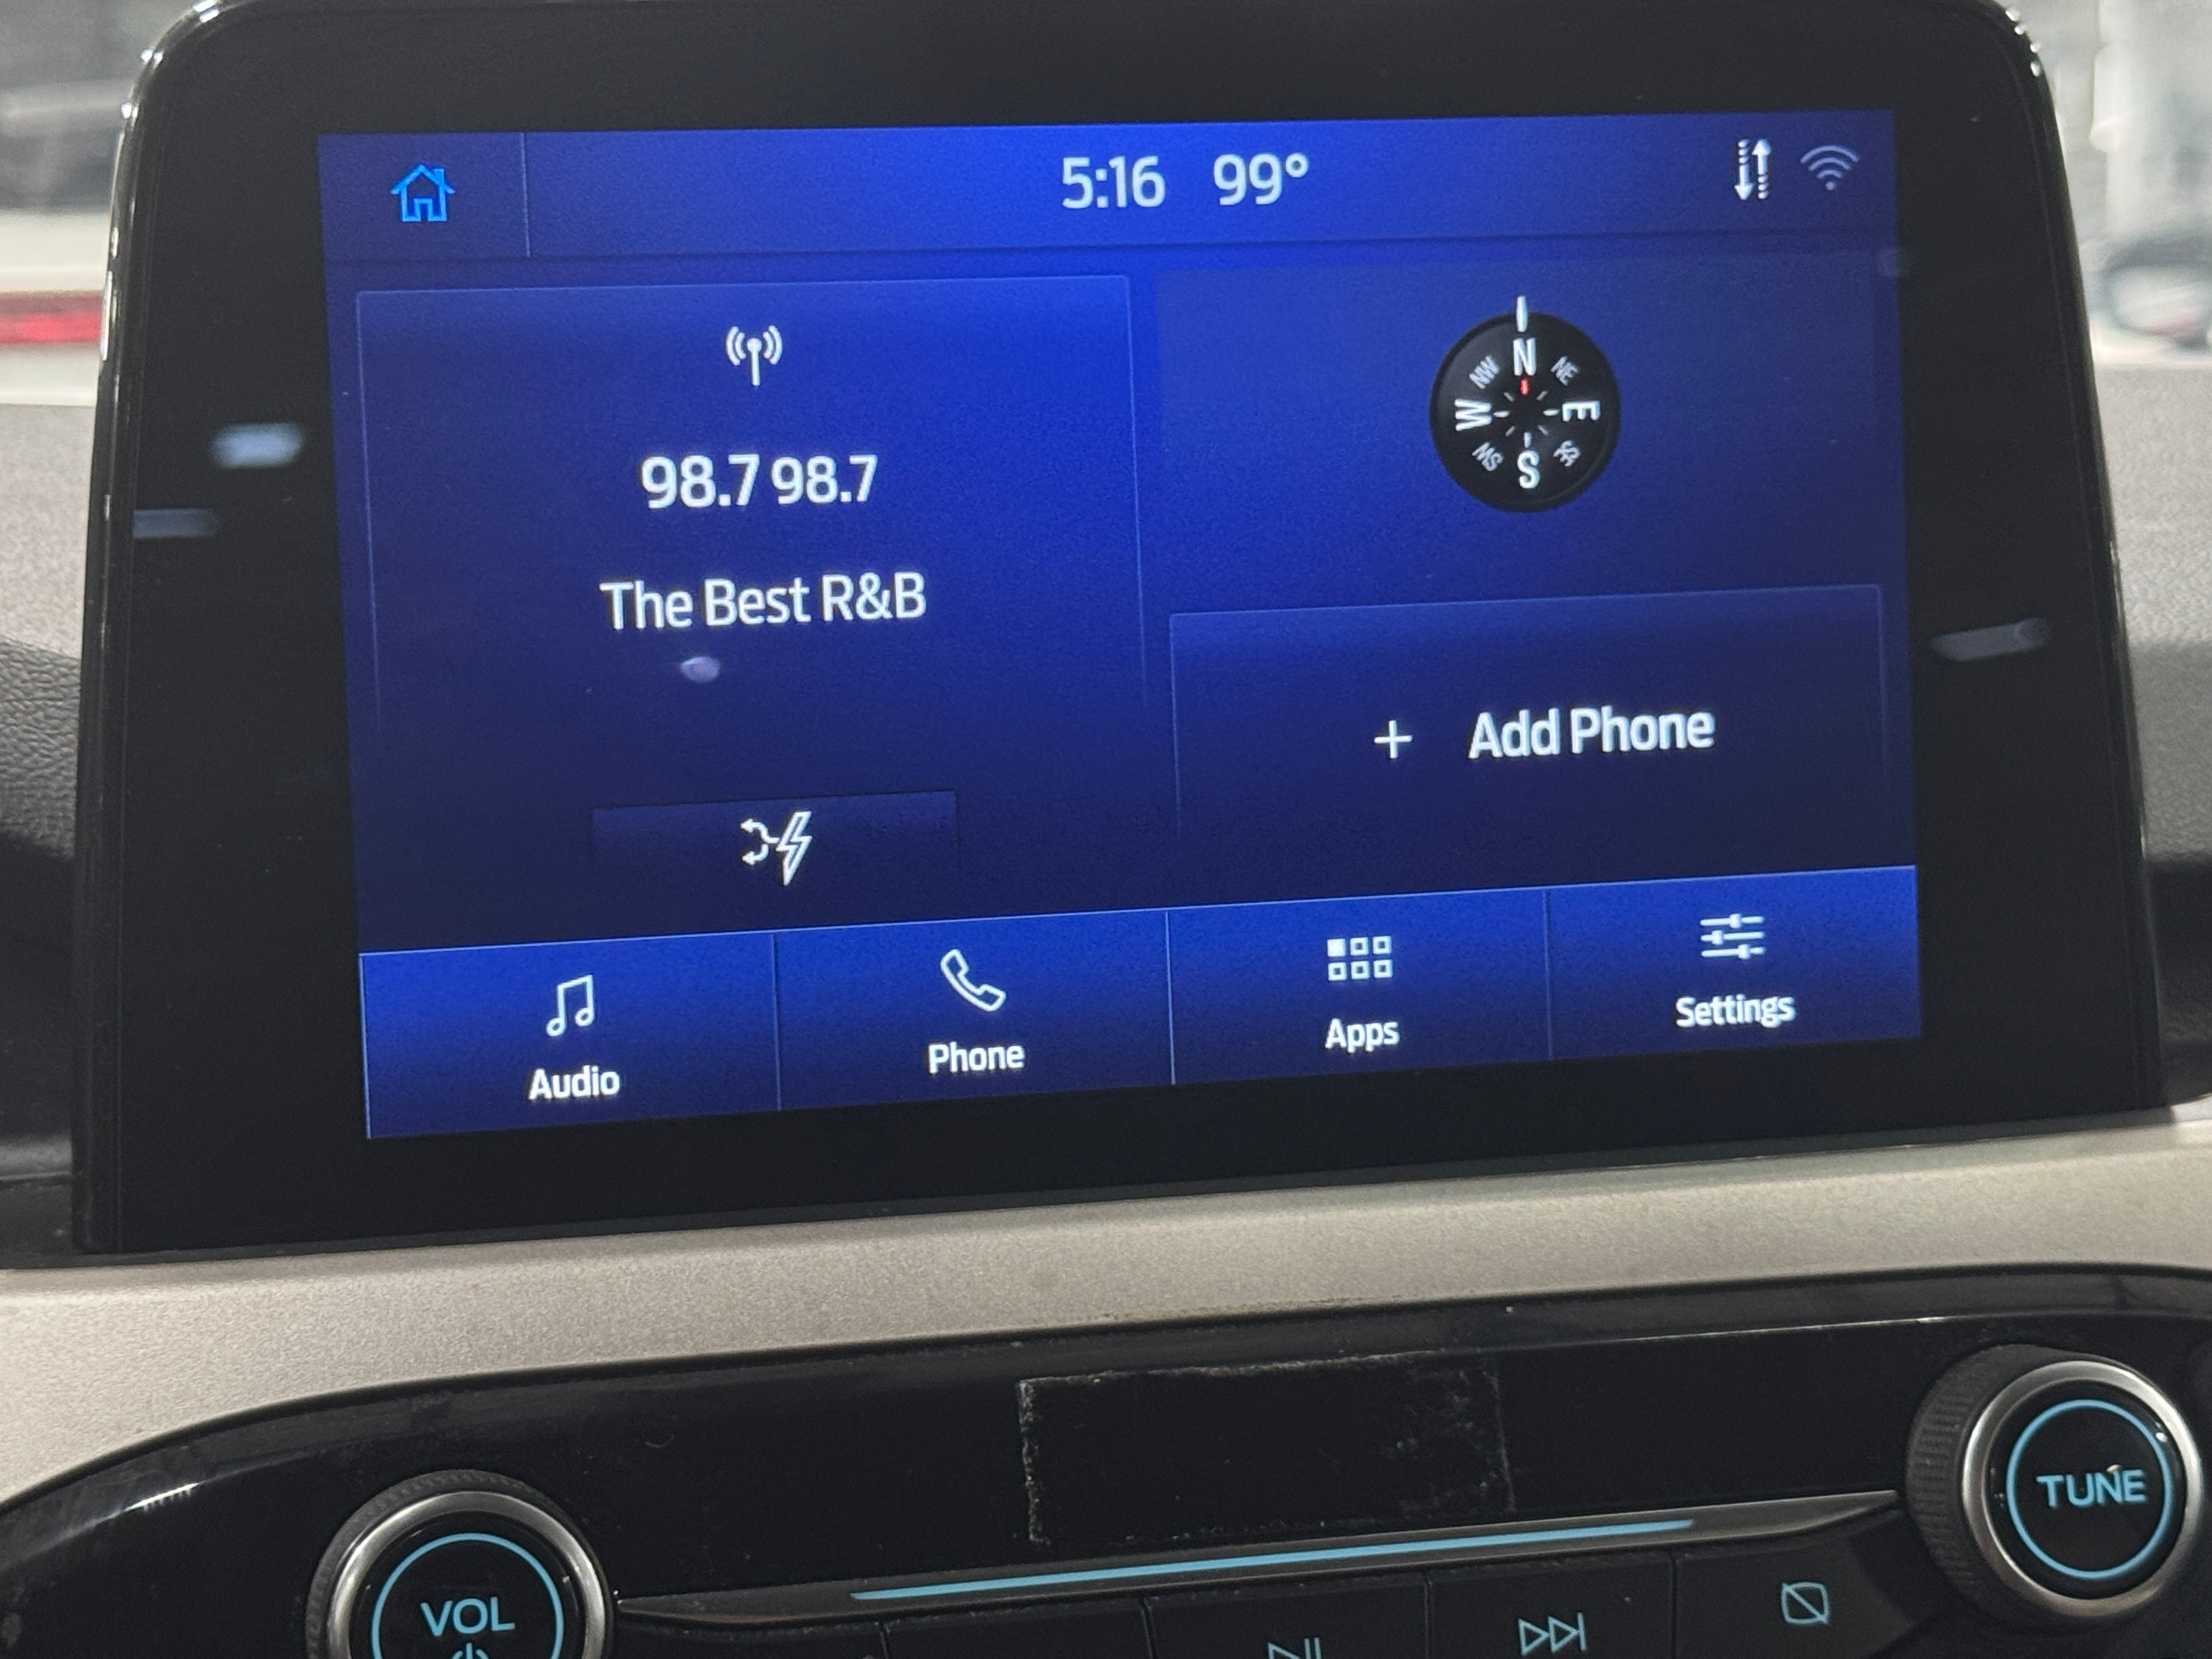 5:16 99°
98.7 98.7
The Best R&B
N
NE
E
SE
S
SW
W
NW
+ Add Phone
Audio
Phone
Apps
Settings
VOL
TUNE